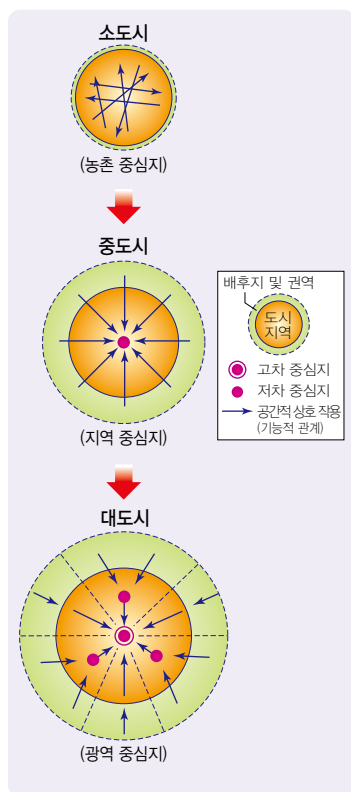 소도시
(농촌 중심지)
중도시
배후지 및 권역
도시
지역
고차 중심지
저차 중심지
공간적 상호 작용
(기능적 관계)
(지역 중심지)
대도시
(광역 중심지)